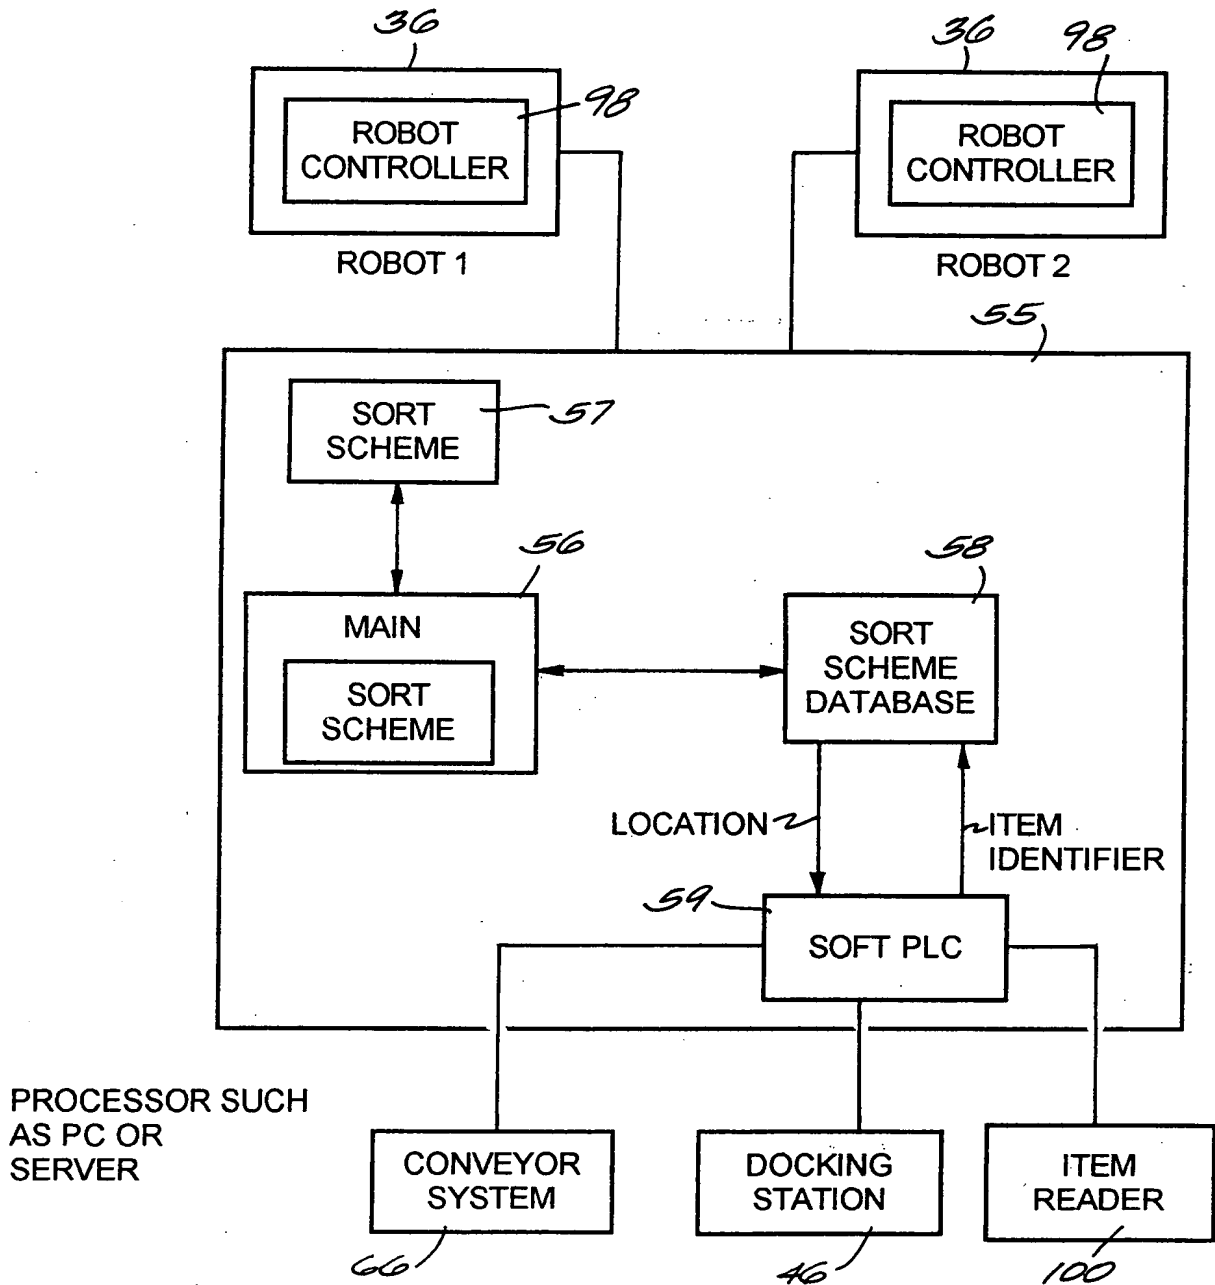 36
36
98
98
ROBOT
CONTROLLER
ROBOT
CONTROLLER
ROBOT 1
ROBOT 2
55
SORT
SCHEME
57
56
58
MAIN
SORT
SCHEME
SORT
SCHEME
DATABASE
LOCATION
ITEM
IDENTIFIER
59
SOFT PLC
PROCESSOR SUCH
AS PC OR
SERVER
CONVEYOR
SYSTEM
DOCKING
STATION
ITEM
READER
66
46
100